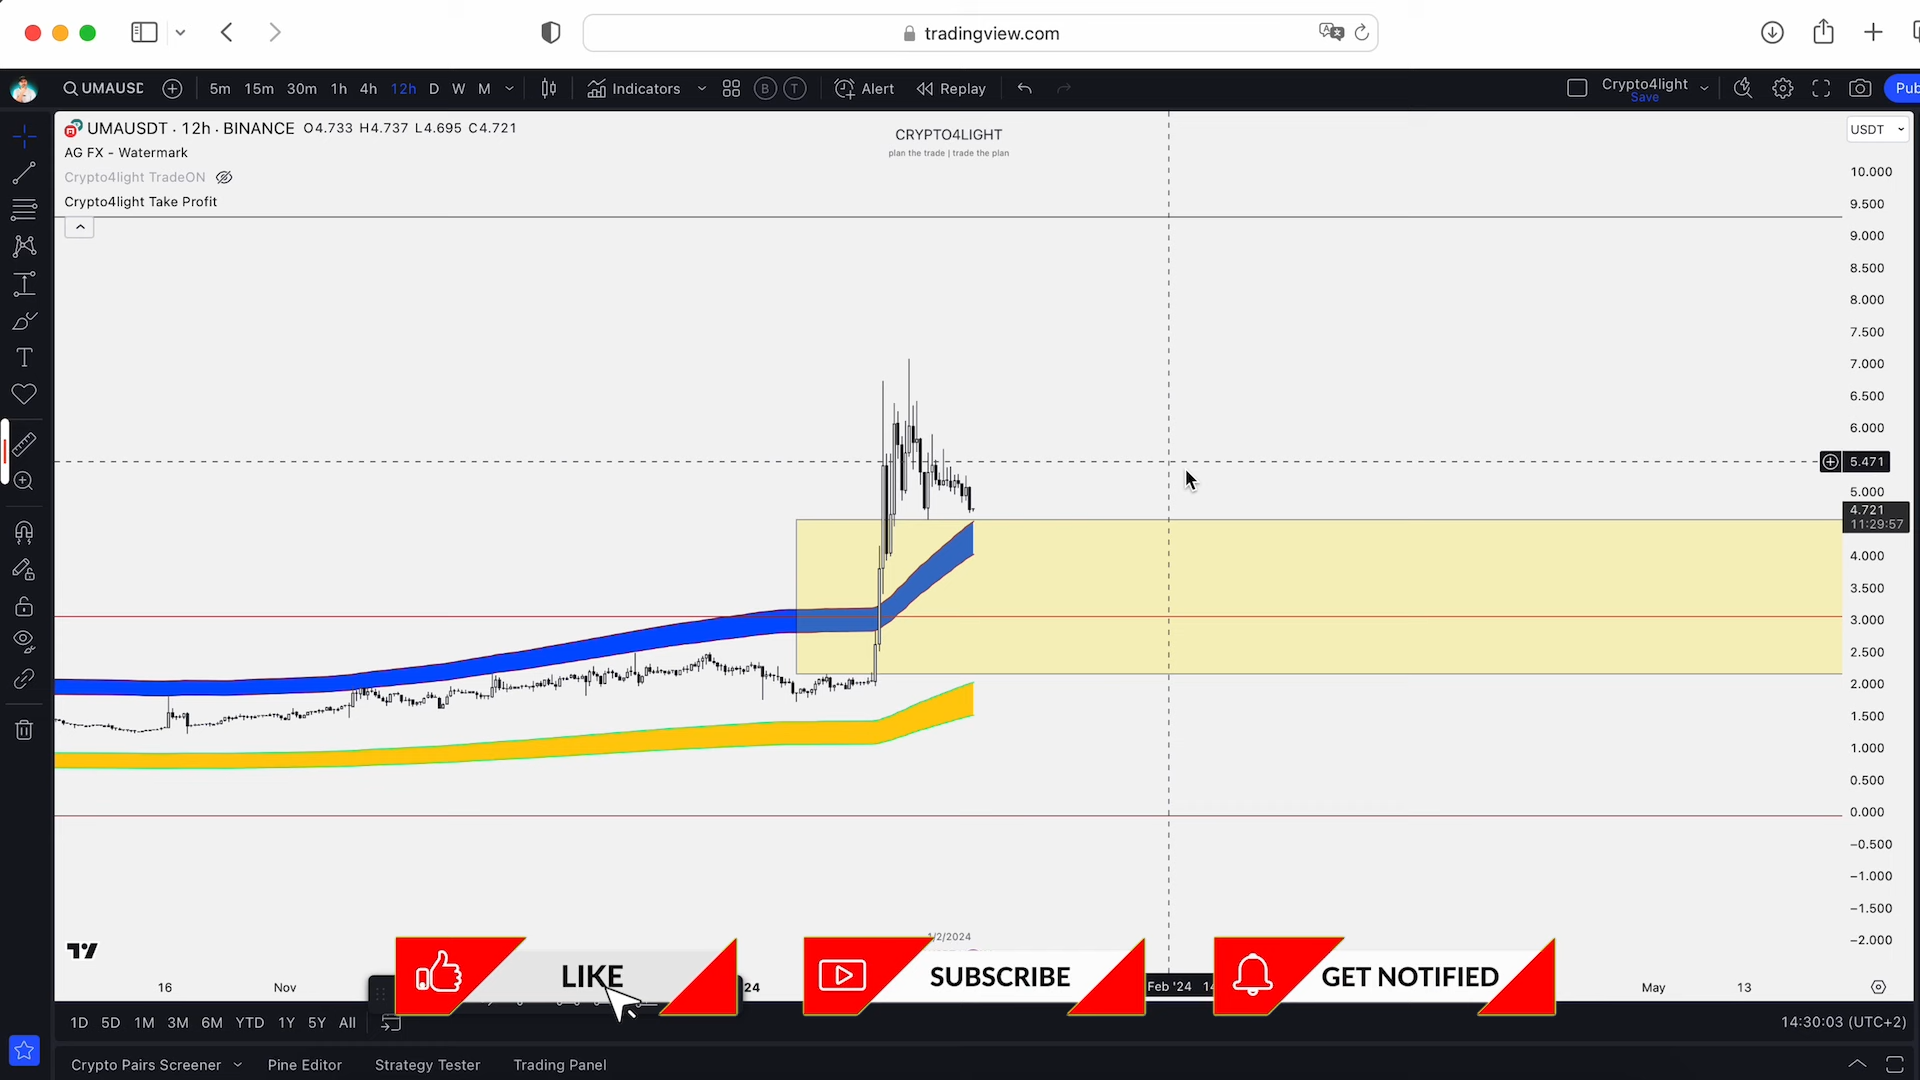 tradingview.com
UMAUSD
5m 15m 30m 1h 4h 12h D W M
Indicators
B T
Alert
Replay
Crypto4light
Save
Pub
UMAUSDT · 12h · BINANCE O4.733 H4.737 L4.695 C4.721
AG FX - Watermark
Crypto4light TradeON
Crypto4light Take Profit
CRYPTO4LIGHT
plan the trade | trade the plan
USDT
10.000
9.500
9.000
8.500
8.000
7.500
7.000
6.500
6.000
5.471
5.000
4.721
11:29:57
4.000
3.500
3.000
2.500
2.000
1.500
1.000
0.500
0.000
−0.500
−1.000
−1.500
−2.000
1/2/2024
LIKE
SUBSCRIBE
GET NOTIFIED
16 Nov 24 Feb '24 May 13
1D 5D 1M 3M 6M YTD 1Y 5Y All
14:30:03 (UTC+2)
Crypto Pairs Screener Pine Editor Strategy Tester Trading Panel